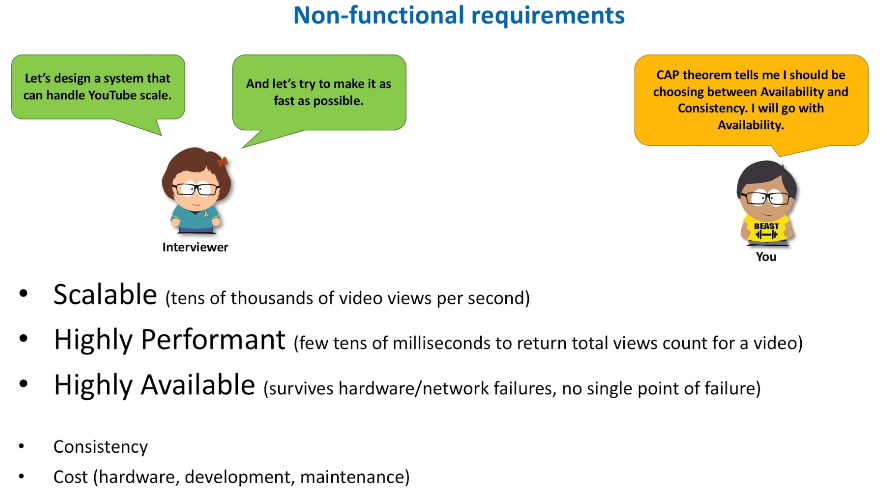 Non-functional requirements
Let’s design a system that
can handle YouTube scale.
And let’s try to make it as
fast as possible.
CAP theorem tells me I should be
choosing between Availability and
Consistency. I will go with
Availability.
BEAST
Interviewer
You
• Scalable (tens of thousands of video views per second)
• Highly Performant (few tens of milliseconds to return total views count for a video)
• Highly Available (survives hardware/network failures, no single point of failure)
• Consistency
• Cost (hardware, development, maintenance)